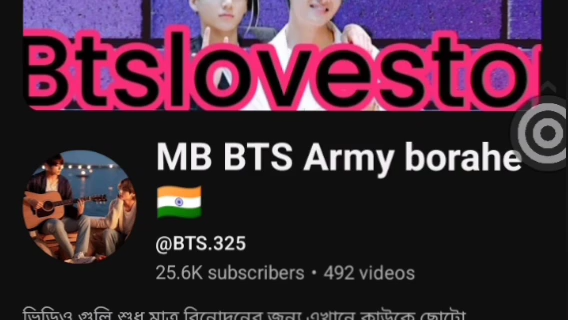 Btslovesto
MB BTS Army borahe
@BTS.325
25.6K subscribers • 492 videos
ভিডিও গুলি শুধু মাত্র বিনোদনের জন্য এখানে কাউকে ছোটো